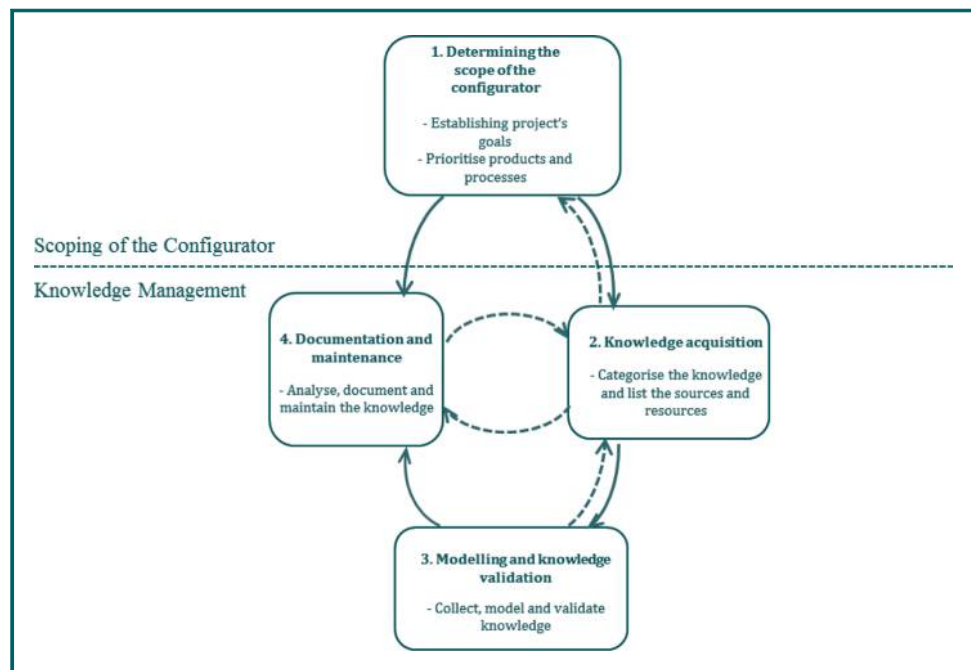 1. Determining the
scope of the
configurator
- Establishing project's
goals
- Prioritise products and
processes
Scoping of the Configurator
Knowledge Management
4. Documentation and
maintenance
- Analyse, document and
maintain the knowledge
2. Knowledge acquisition
- Categorise the knowledge
and list the sources and
resources
3. Modelling and knowledge
validation
- Collect, model and validate
knowledge